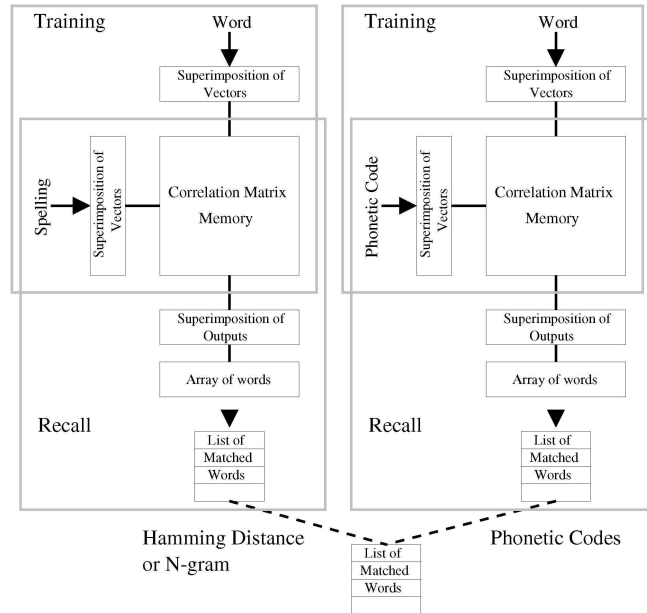 Training
Word
Superimposition of
Vectors
Spelling
Superimposition of
Vectors
Correlation Matrix
Memory
Superimposition of
Outputs
Array of words
Recall
List of
Matched
Words
Hamming Distance
or N-gram
Training
Word
Superimposition of
Vectors
Phonetic Code
Superimposition of
Vectors
Correlation Matrix
Memory
Superimposition of
Outputs
Array of words
Recall
List of
Matched
Words
Phonetic Codes
List of
Matched
Words